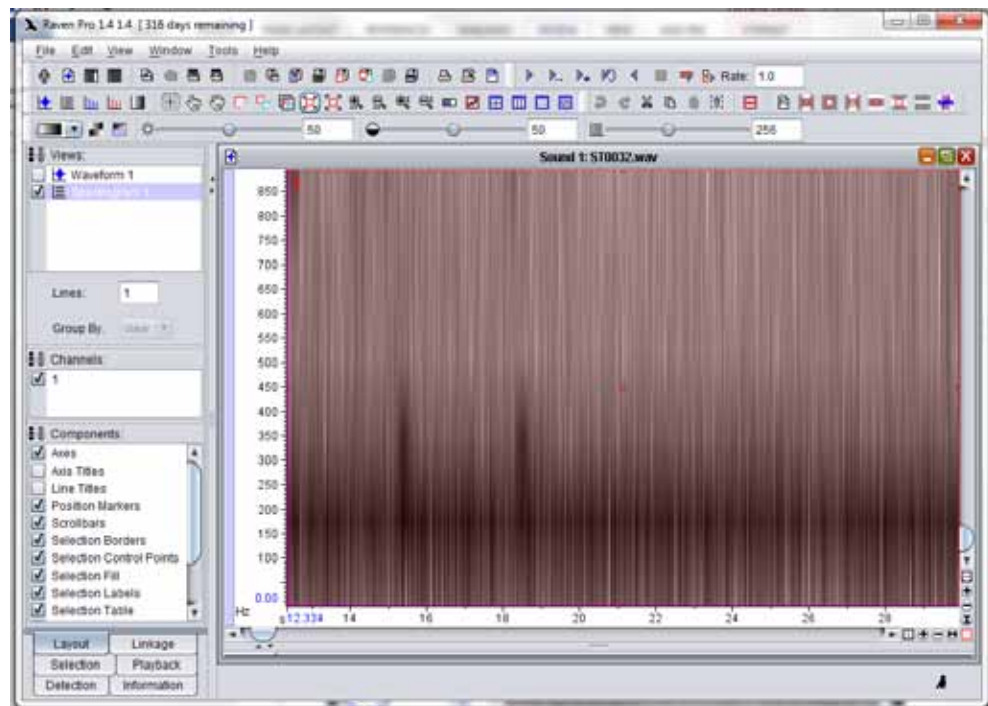 Raven Pro 1.4 1.4 [ 316 days remaining ]
File Edit View Window Tools Help
Rate: 1.0
50 50 256
Views:
Waveform 1
Lines: 1
Group By:
Channels:
1
Components:
Axes
Axis Titles
Line Titles
Position Markers
Scrollbars
Selection Borders
Selection Control Points
Selection Fill
Selection Labels
Selection Table
Layout Linkage
Selection Playback
Detection Information
Sound 1: ST0032.wav
850
800
750
700
650
600
550
500
450
400
350
300
250
200
150
100
0.00
Hz
s 12.334 14 16 18 20 22 24 26 28